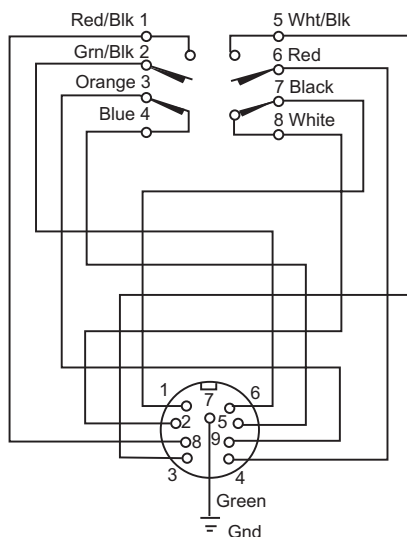 Red/Blk 1
Grn/Blk 2
Orange 3
Blue 4
5 Wht/Blk
6 Red
7 Black
8 White
1
7
6
2
5
8
9
3
4
Green
Gnd